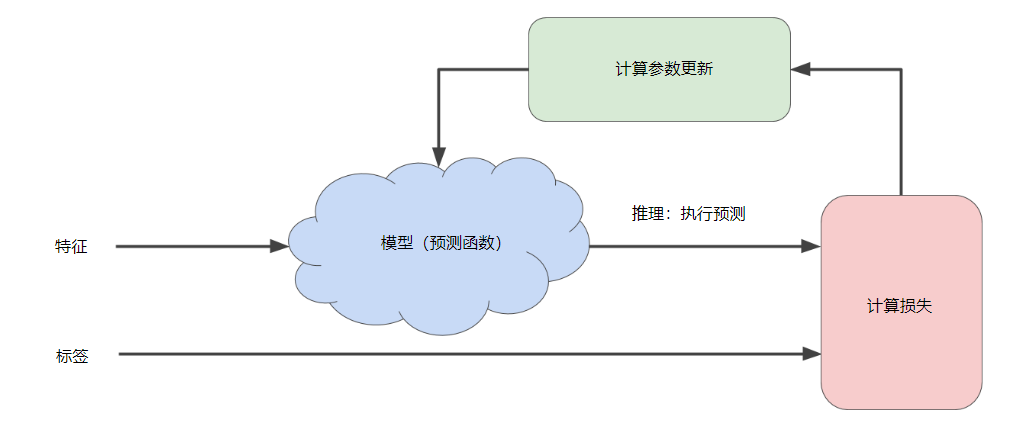 计算参数更新
推理：执行预测
特征
模型（预测函数）
计算损失
标签